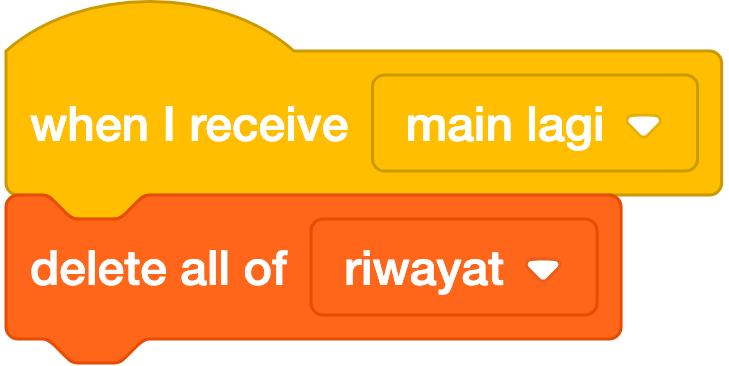 when I receive main lagi
delete all of riwayat